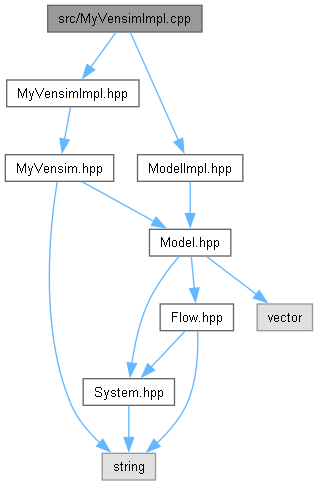 src/MyVensimImpl.cpp
MyVensimImpl.hpp
MyVensim.hpp
ModelImpl.hpp
Model.hpp
Flow.hpp
vector
System.hpp
string